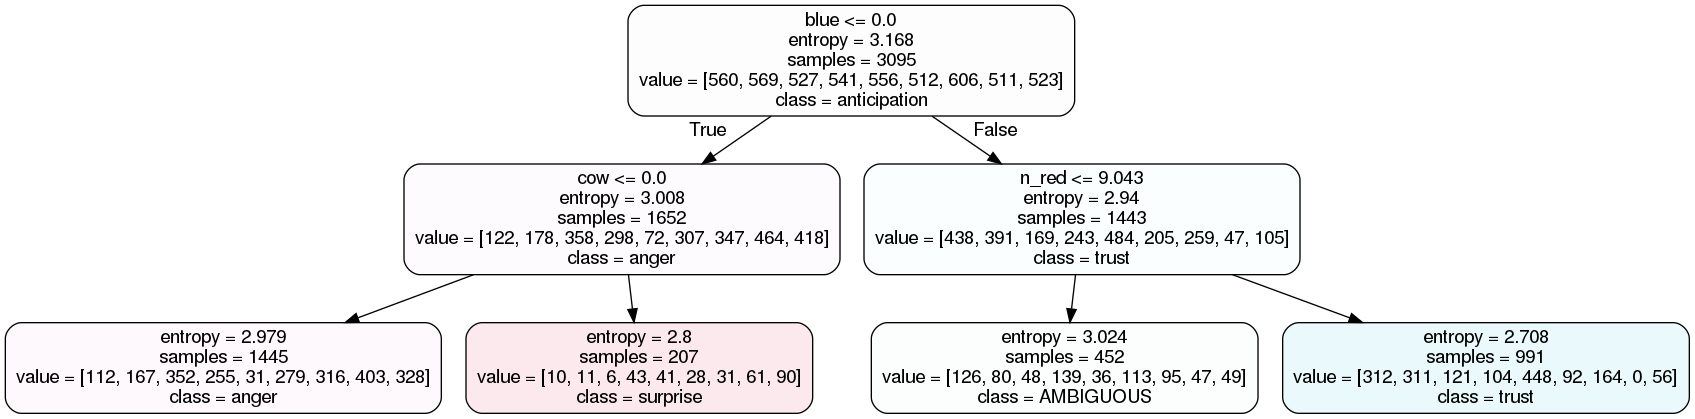 blue <= 0.0
entropy = 3.168
samples = 3095
value = [560, 569, 527, 541, 556, 512, 606, 511, 523]
class = anticipation
True
False
cow <= 0.0
entropy = 3.008
samples = 1652
value = [122, 178, 358, 298, 72, 307, 347, 464, 418]
class = anger
n_red <= 9.043
entropy = 2.94
samples = 1443
value = [438, 391, 169, 243, 484, 205, 259, 47, 105]
class = trust
entropy = 2.979
samples = 1445
value = [112, 167, 352, 255, 31, 279, 316, 403, 328]
class = anger
entropy = 2.8
samples = 207
value = [10, 11, 6, 43, 41, 28, 31, 61, 90]
class = surprise
entropy = 3.024
samples = 452
value = [126, 80, 48, 139, 36, 113, 95, 47, 49]
class = AMBIGUOUS
entropy = 2.708
samples = 991
value = [312, 311, 121, 104, 448, 92, 164, 0, 56]
class = trust